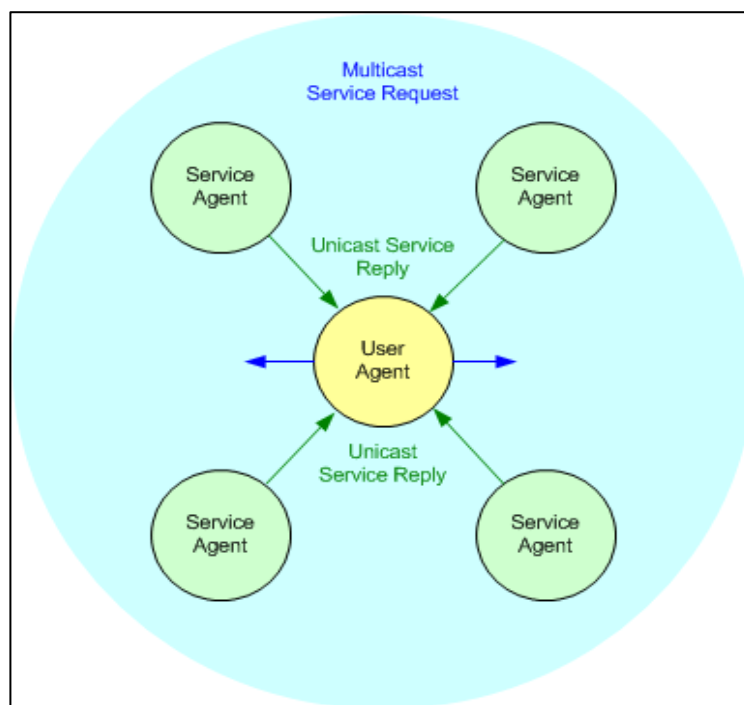 Multicast
Service Request
Service
Agent
Service
Agent
Unicast Service
Reply
User
Agent
Unicast
Service Reply
Service
Agent
Service
Agent